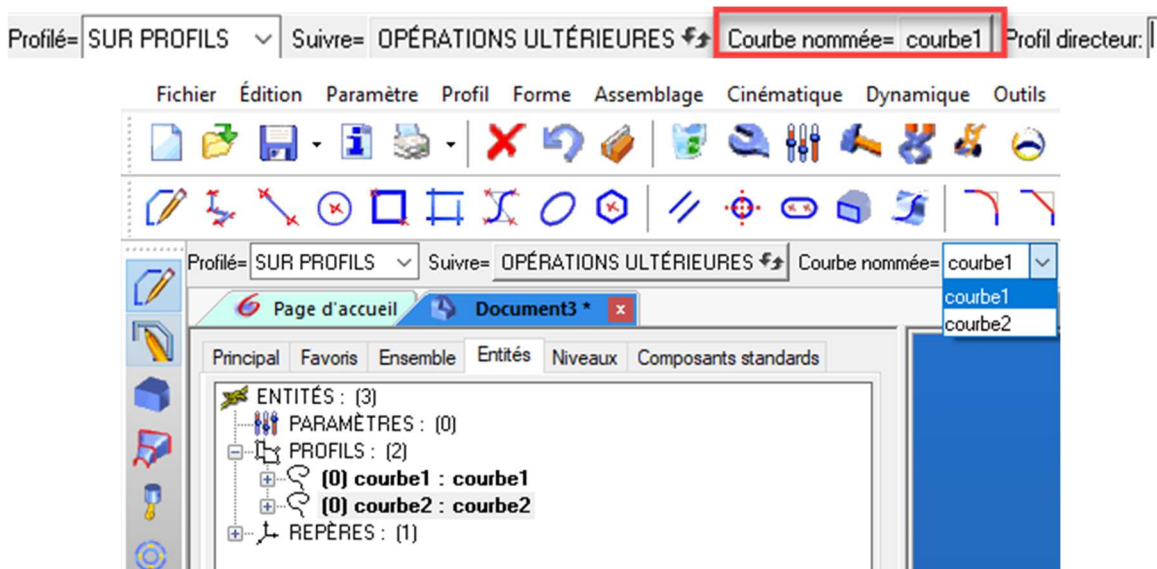 Profilé= SUR PROFILS Suivre= OPÉRATIONS ULTÉRIEURES Courbe nommée= courbe1 Profil directeur:
Fichier Édition Paramètre Profil Forme Assemblage Cinématique Dynamique Outils
Profilé= SUR PROFILS Suivre= OPÉRATIONS ULTÉRIEURES Courbe nommée= courbe1
courbe1
courbe2
Page d'accueil Document3 * x
Principal Favoris Ensemble Entités Niveaux Composants standards
ENTITÉS : (3)
PARAMÈTRES : (0)
PROFILS : (2)
(0) courbe1 : courbe1
(0) courbe2 : courbe2
REPÈRES : (1)